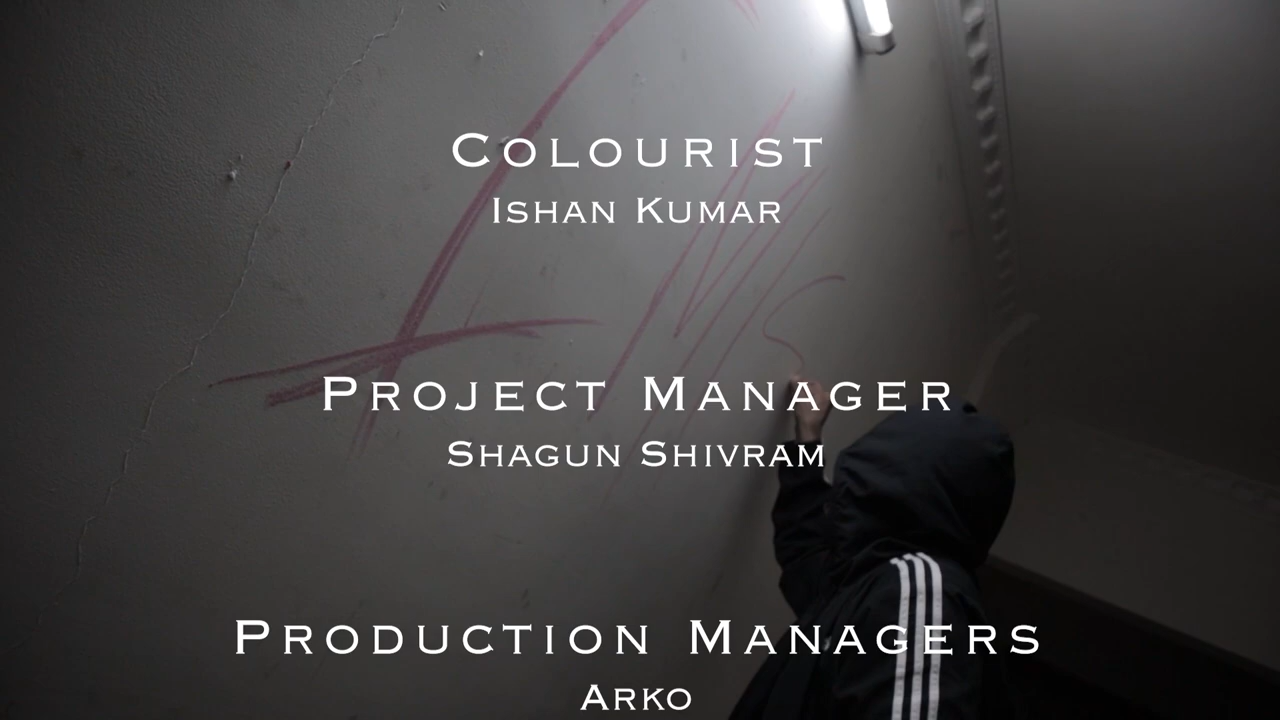 Colourist
Ishan Kumar
Project Manager
Shagun Shivram
Production Managers
Arko